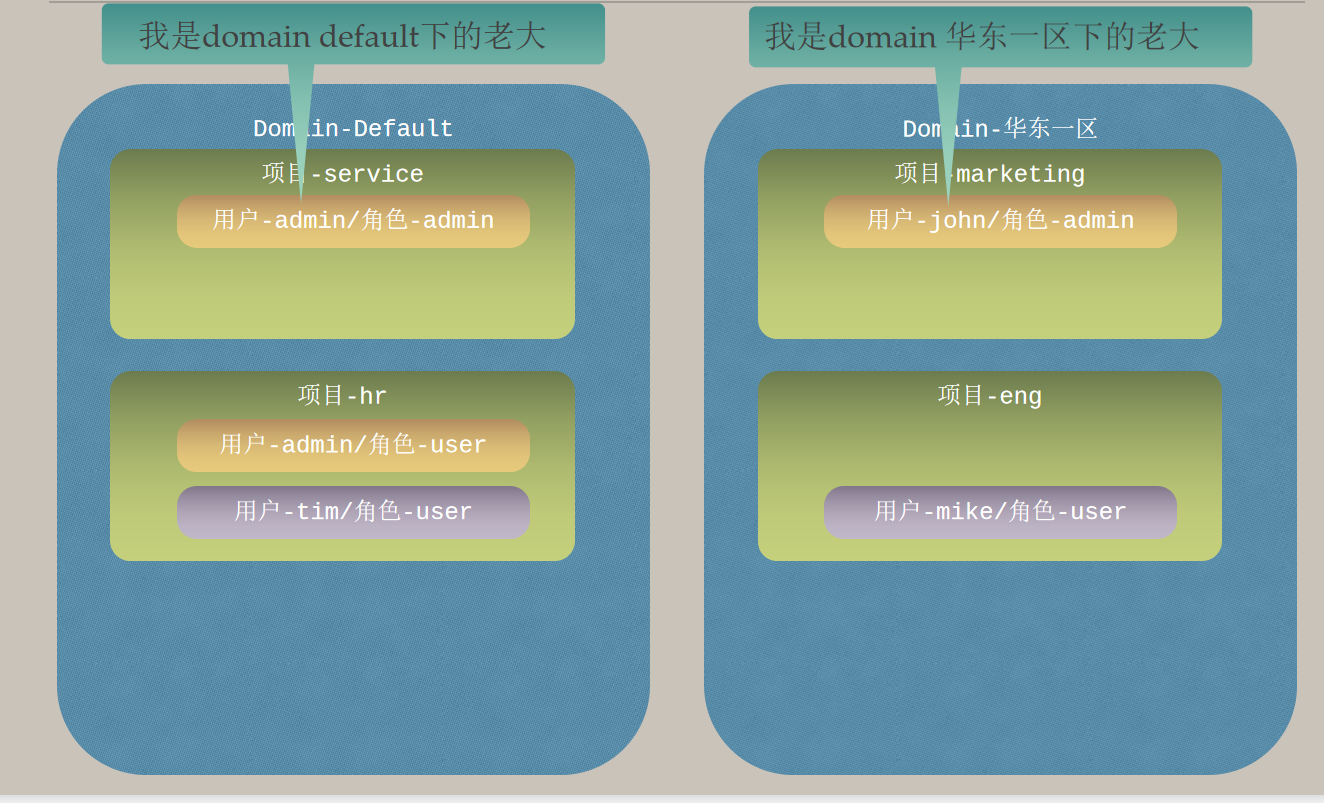 我是domain default下的老大
Domain-Default
项目-service
用户-admin/角色-admin
项目-hr
用户-admin/角色-user
用户-tim/角色-user
我是domain 华东一区下的老大
Domain-华东一区
项目-marketing
用户-john/角色-admin
项目-eng
用户-mike/角色-user